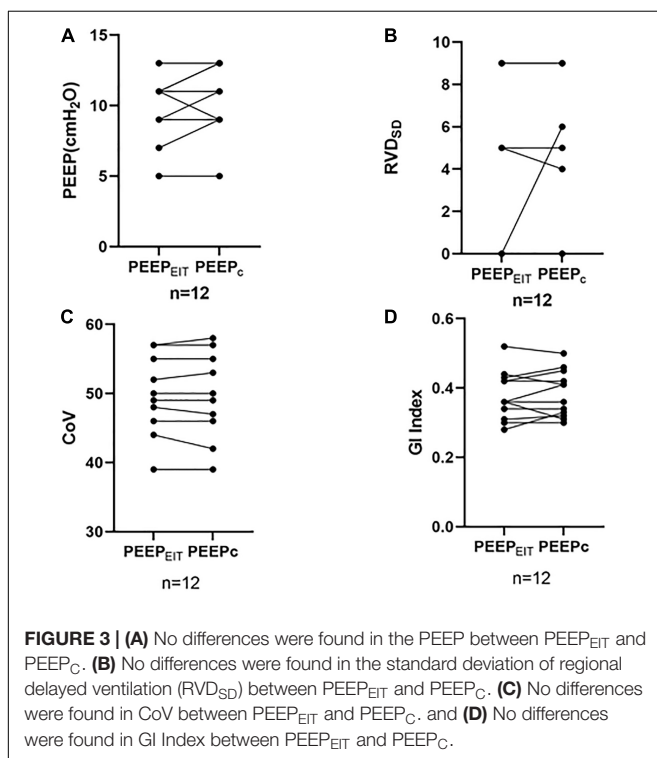 A
15
10
5
0
PEEP(cmH2O)
PEEPEIT PEEPc
n=12
B
10
8
6
4
2
0
RVDSD
PEEPEIT PEEPc
n=12
C
60
50
40
30
CoV
PEEPEIT PEEPc
n=12
D
0.6
0.4
0.2
0.0
GI Index
PEEPEIT PEEPc
n=12
FIGURE 3 | (A) No differences were found in the PEEP between PEEPEIT and
PEEPC. (B) No differences were found in the standard deviation of regional
delayed ventilation (RVDSD) between PEEPEIT and PEEPC. (C) No differences
were found in CoV between PEEPEIT and PEEPC. and (D) No differences
were found in GI Index between PEEPEIT and PEEPC.